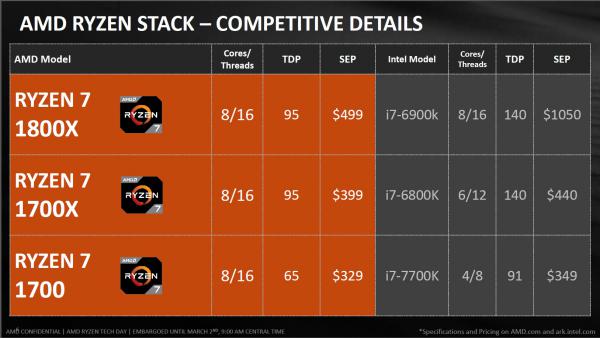 AMD RYZEN STACK – COMPETITIVE DETAILS
AMD Model Cores/ Threads TDP SEP Intel Model Cores/ Threads TDP SEP
RYZEN 7 1800X AMD RYZEN 7 8/16 95 $499 i7-6900k 8/16 140 $1050
RYZEN 7 1700X AMD RYZEN 7 8/16 95 $399 i7-6800K 6/12 140 $440
RYZEN 7 1700 AMD RYZEN 7 8/16 65 $329 i7-7700K 4/8 91 $349
AMD CONFIDENTIAL | AMD RYZEN TECH DAY | EMBARGOED UNTIL MARCH 2ND, 9:00 AM CENTRAL TIME
*Specifications and Pricing on AMD.com and ark.intel.com